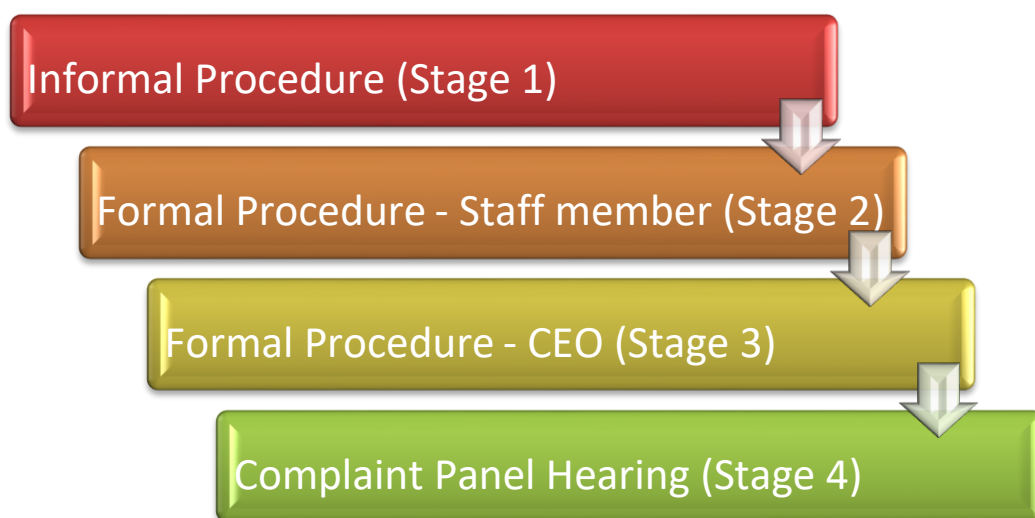 Informal Procedure (Stage 1)
Formal Procedure - Staff member (Stage 2)
Formal Procedure - CEO (Stage 3)
Complaint Panel Hearing (Stage 4)